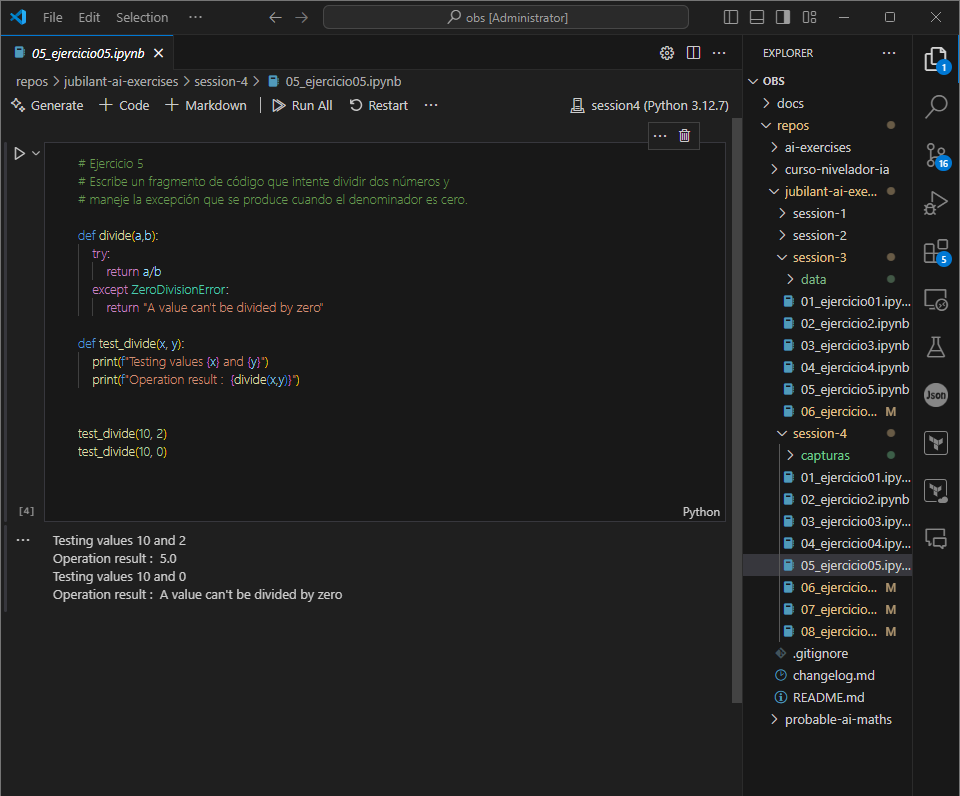 File Edit Selection ···
obs [Administrator]
05_ejercicio05.ipynb
repos > jubilant-ai-exercises > session-4 > 05_ejercicio05.ipynb
Generate + Code + Markdown | Run All Restart ···
session4 (Python 3.12.7)
# Ejercicio 5
# Escribe un fragmento de código que intente dividir dos números y
# maneje la excepción que se produce cuando el denominador es cero.
def divide(a,b):
try:
return a/b
except ZeroDivisionError:
return "A value can't be divided by zero"
def test_divide(x, y):
print(f"Testing values {x} and {y}")
print(f"Operation result :  {divide(x,y)}")
test_divide(10, 2)
test_divide(10, 0)
[4]
Python
Testing values 10 and 2
Operation result :  5.0
Testing values 10 and 0
Operation result :  A value can't be divided by zero
EXPLORER
OBS
docs
repos
ai-exercises
curso-nivelador-ia
jubilant-ai-exe...
session-1
session-2
session-3
data
01_ejercicio01.ipy...
02_ejercicio2.ipynb
03_ejercicio3.ipynb
04_ejercicio4.ipynb
05_ejercicio5.ipynb
06_ejercicio... M
session-4
capturas
01_ejercicio01.ipy...
02_ejercicio2.ipynb
03_ejercicio03.ipy...
04_ejercicio04.ipy...
05_ejercicio05.ipy...
06_ejercicio... M
07_ejercicio... M
08_ejercicio... M
.gitignore
changelog.md
README.md
probable-ai-maths
1
16
5
Json